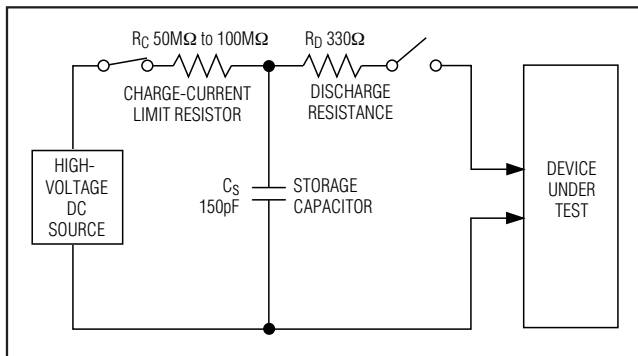 R_C 50MΩ to 100MΩ
CHARGE-CURRENT
LIMIT RESISTOR
R_D 330Ω
DISCHARGE
RESISTANCE
HIGH-
VOLTAGE
DC
SOURCE
C_S
150pF
STORAGE
CAPACITOR
DEVICE
UNDER
TEST